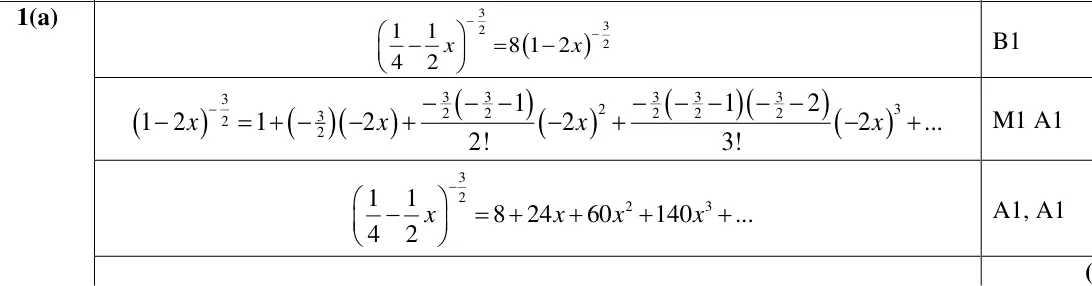 1(a)
(1/4 − 1/2 x)^(−3/2) = 8(1 − 2x)^(−3/2) B1
(1 − 2x)^(−3/2) = 1 + (−3/2)(−2x) + (−3/2(−3/2 − 1))/2! (−2x)^2 + (−3/2(−3/2 − 1)(−3/2 − 2))/3! (−2x)^3 + ... M1 A1
(1/4 − 1/2 x)^(−3/2) = 8 + 24x + 60x^2 + 140x^3 + ... A1, A1
(